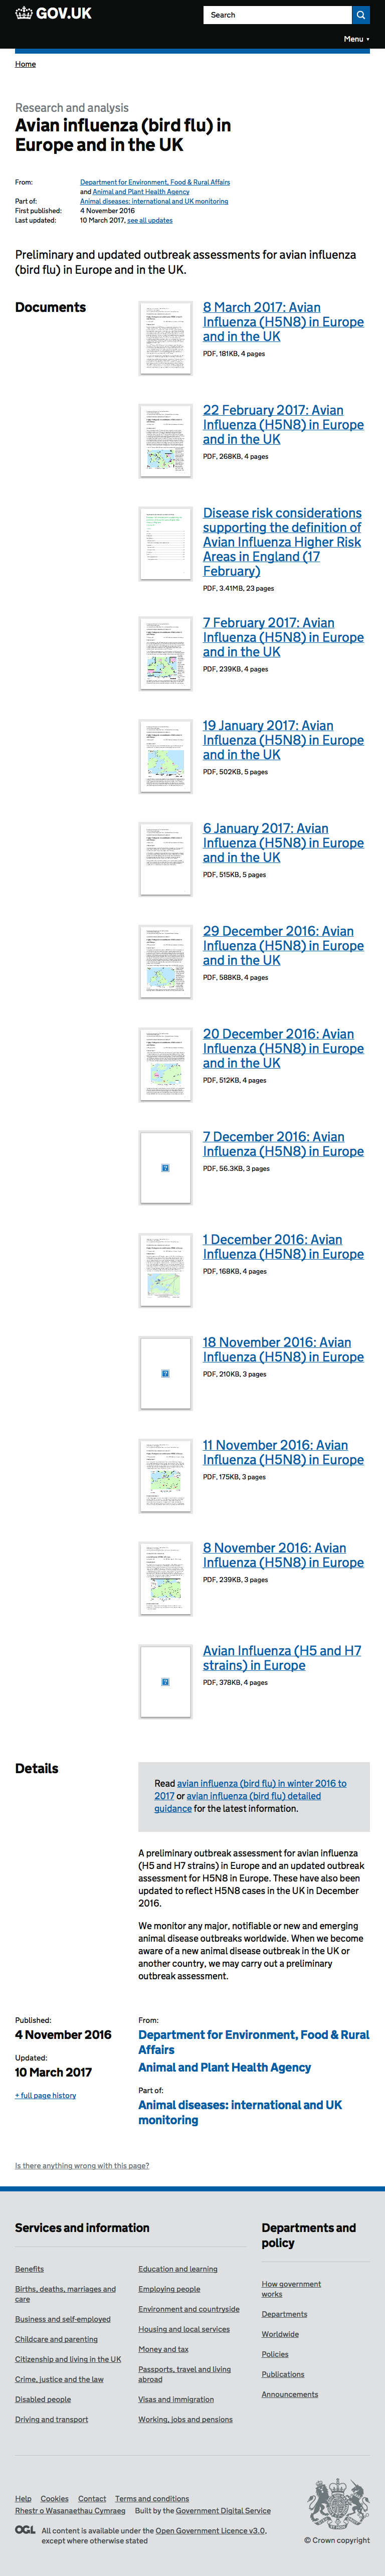 GOV.UK
Search
Menu ▼
Home
Research and analysis
Avian influenza (bird flu) in
Europe and in the UK
From: Department for Environment, Food & Rural Affairs
and Animal and Plant Health Agency
Part of: Animal diseases: international and UK monitoring
First published: 4 November 2016
Last updated: 10 March 2017, see all updates
Preliminary and updated outbreak assessments for avian influenza
(bird flu) in Europe and in the UK.
Documents
8 March 2017: Avian
Influenza (H5N8) in Europe
and in the UK
PDF, 181KB, 4 pages
22 February 2017: Avian
Influenza (H5N8) in Europe
and in the UK
PDF, 268KB, 4 pages
Disease risk considerations
supporting the definition of
Avian Influenza Higher Risk
Areas in England (17
February)
PDF, 3.41MB, 23 pages
7 February 2017: Avian
Influenza (H5N8) in Europe
and in the UK
PDF, 239KB, 4 pages
19 January 2017: Avian
Influenza (H5N8) in Europe
and in the UK
PDF, 502KB, 5 pages
6 January 2017: Avian
Influenza (H5N8) in Europe
and in the UK
PDF, 515KB, 5 pages
29 December 2016: Avian
Influenza (H5N8) in Europe
and in the UK
PDF, 588KB, 4 pages
20 December 2016: Avian
Influenza (H5N8) in Europe
and in the UK
PDF, 512KB, 4 pages
7 December 2016: Avian
Influenza (H5N8) in Europe
PDF, 56.3KB, 3 pages
1 December 2016: Avian
Influenza (H5N8) in Europe
PDF, 168KB, 4 pages
18 November 2016: Avian
Influenza (H5N8) in Europe
PDF, 210KB, 3 pages
11 November 2016: Avian
Influenza (H5N8) in Europe
PDF, 175KB, 3 pages
8 November 2016: Avian
Influenza (H5N8) in Europe
PDF, 239KB, 3 pages
Avian Influenza (H5 and H7
strains) in Europe
PDF, 378KB, 4 pages
Details
Read avian influenza (bird flu) in winter 2016 to
2017 or avian influenza (bird flu) detailed
guidance for the latest information.
A preliminary outbreak assessment for avian influenza
(H5 and H7 strains) in Europe and an updated outbreak
assessment for H5N8 in Europe. These have also been
updated to reflect H5N8 cases in the UK in December
2016.
We monitor any major, notifiable or new and emerging
animal disease outbreaks worldwide. When we become
aware of a new animal disease outbreak in the UK or
another country, we may carry out a preliminary
outbreak assessment.
Published:
4 November 2016
Updated:
10 March 2017
+ full page history
From:
Department for Environment, Food & Rural
Affairs
Animal and Plant Health Agency
Part of:
Animal diseases: international and UK
monitoring
Is there anything wrong with this page?
Services and information
Benefits
Births, deaths, marriages and
care
Business and self-employed
Childcare and parenting
Citizenship and living in the UK
Crime, justice and the law
Disabled people
Driving and transport
Education and learning
Employing people
Environment and countryside
Housing and local services
Money and tax
Passports, travel and living
abroad
Visas and immigration
Working, jobs and pensions
Departments and
policy
How government
works
Departments
Worldwide
Policies
Publications
Announcements
Help Cookies Contact Terms and conditions
Rhestr o Wasanaethau Cymraeg Built by the Government Digital Service
OGL All content is available under the Open Government Licence v3.0,
except where otherwise stated
© Crown copyright